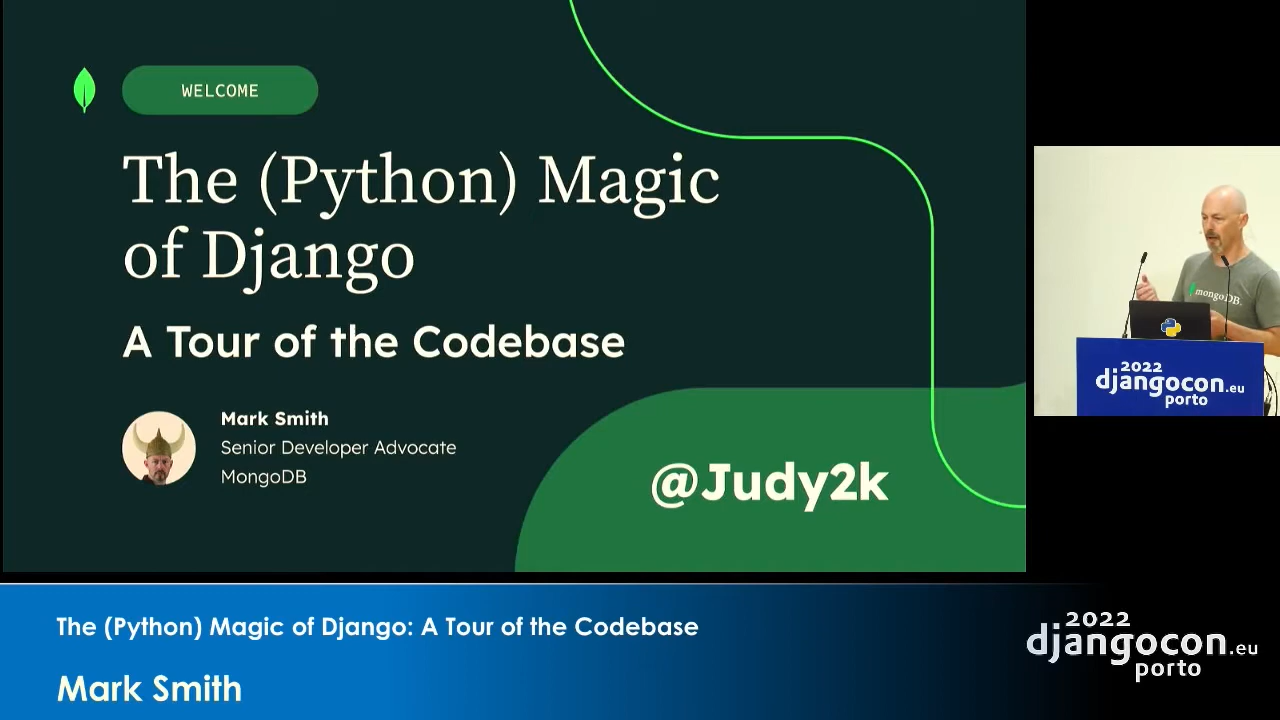 WELCOME
The (Python) Magic
of Django
A Tour of the Codebase
Mark Smith
Senior Developer Advocate
MongoDB
@Judy2k
mongoDB.
2022
djangocon.eu
porto
The (Python) Magic of Django: A Tour of the Codebase
Mark Smith
2022
djangocon.eu
porto